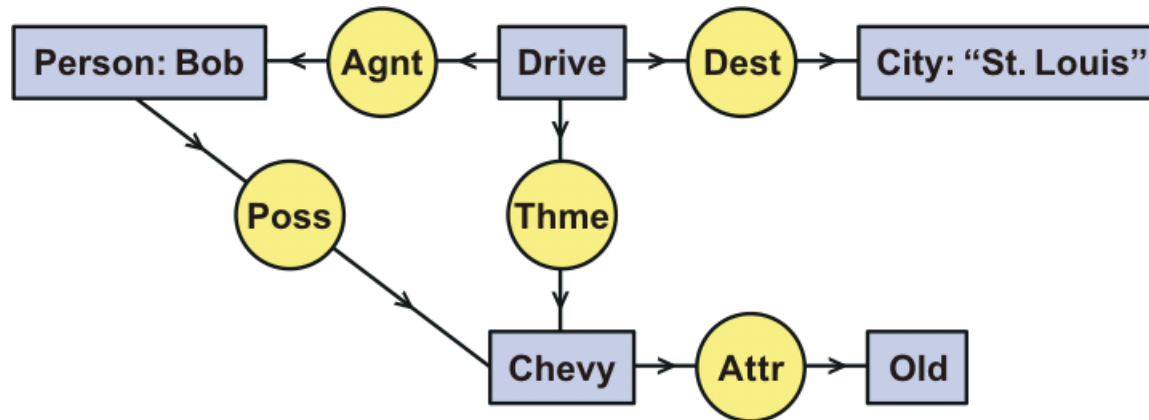 Person: Bob
Agnt
Drive
Dest
City: “St. Louis”
Poss
Thme
Chevy
Attr
Old